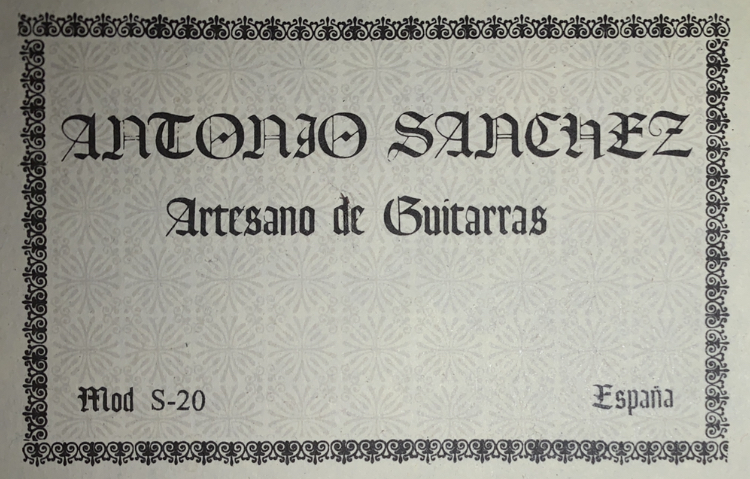 ANTONIO SANCHEZ
Artesano de Guitarras
Mod S-20 España